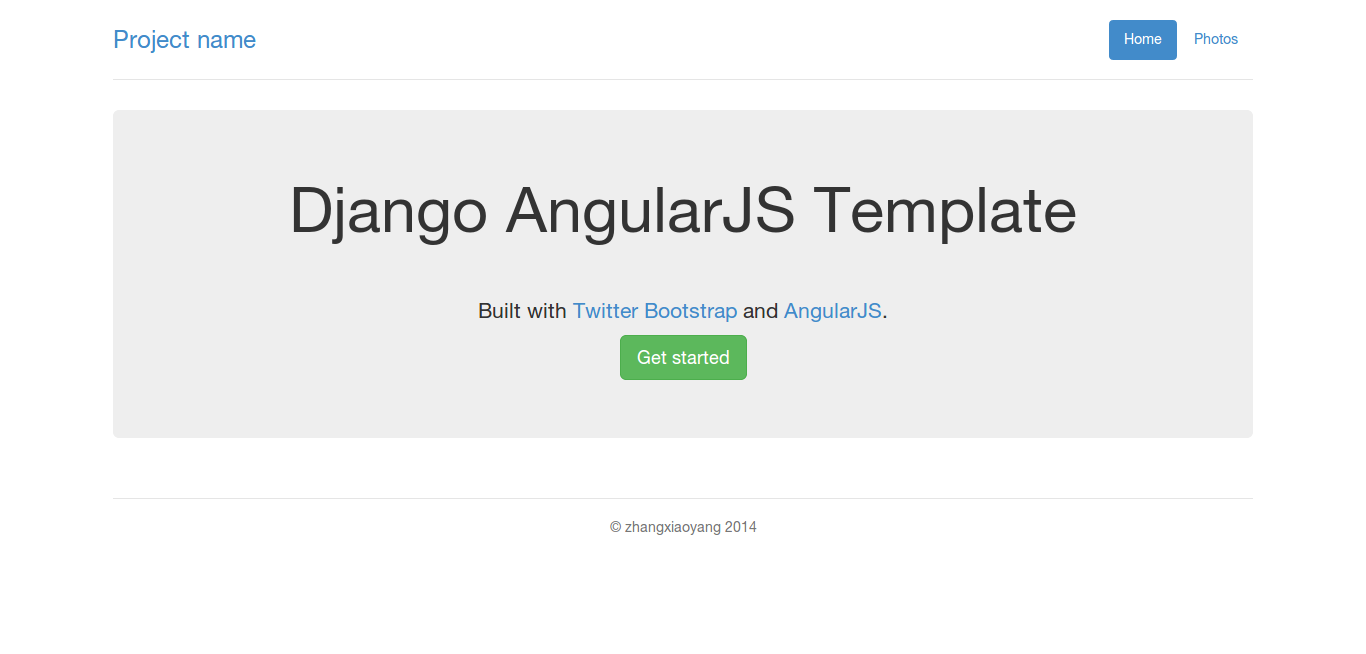 Project name
Home
Photos
Django AngularJS Template
Built with Twitter Bootstrap and AngularJS.
Get started
© zhangxiaoyang 2014